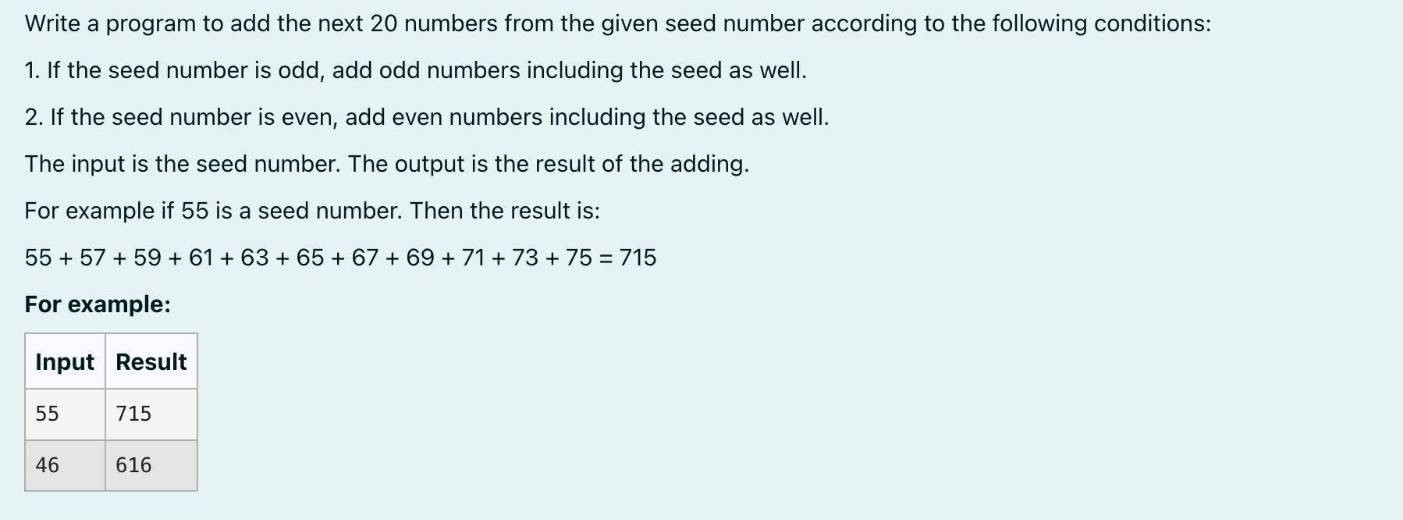 Write a program to add the next 20 numbers from the given seed number according to the following conditions:
1. If the seed number is odd, add odd numbers including the seed as well.
2. If the seed number is even, add even numbers including the seed as well.
The input is the seed number. The output is the result of the adding.
For example if 55 is a seed number. Then the result is:
55 + 57 + 59 + 61 + 63 + 65 + 67 + 69 + 71 + 73 + 75 = 715
For example:
Input Result
55 715
46 616